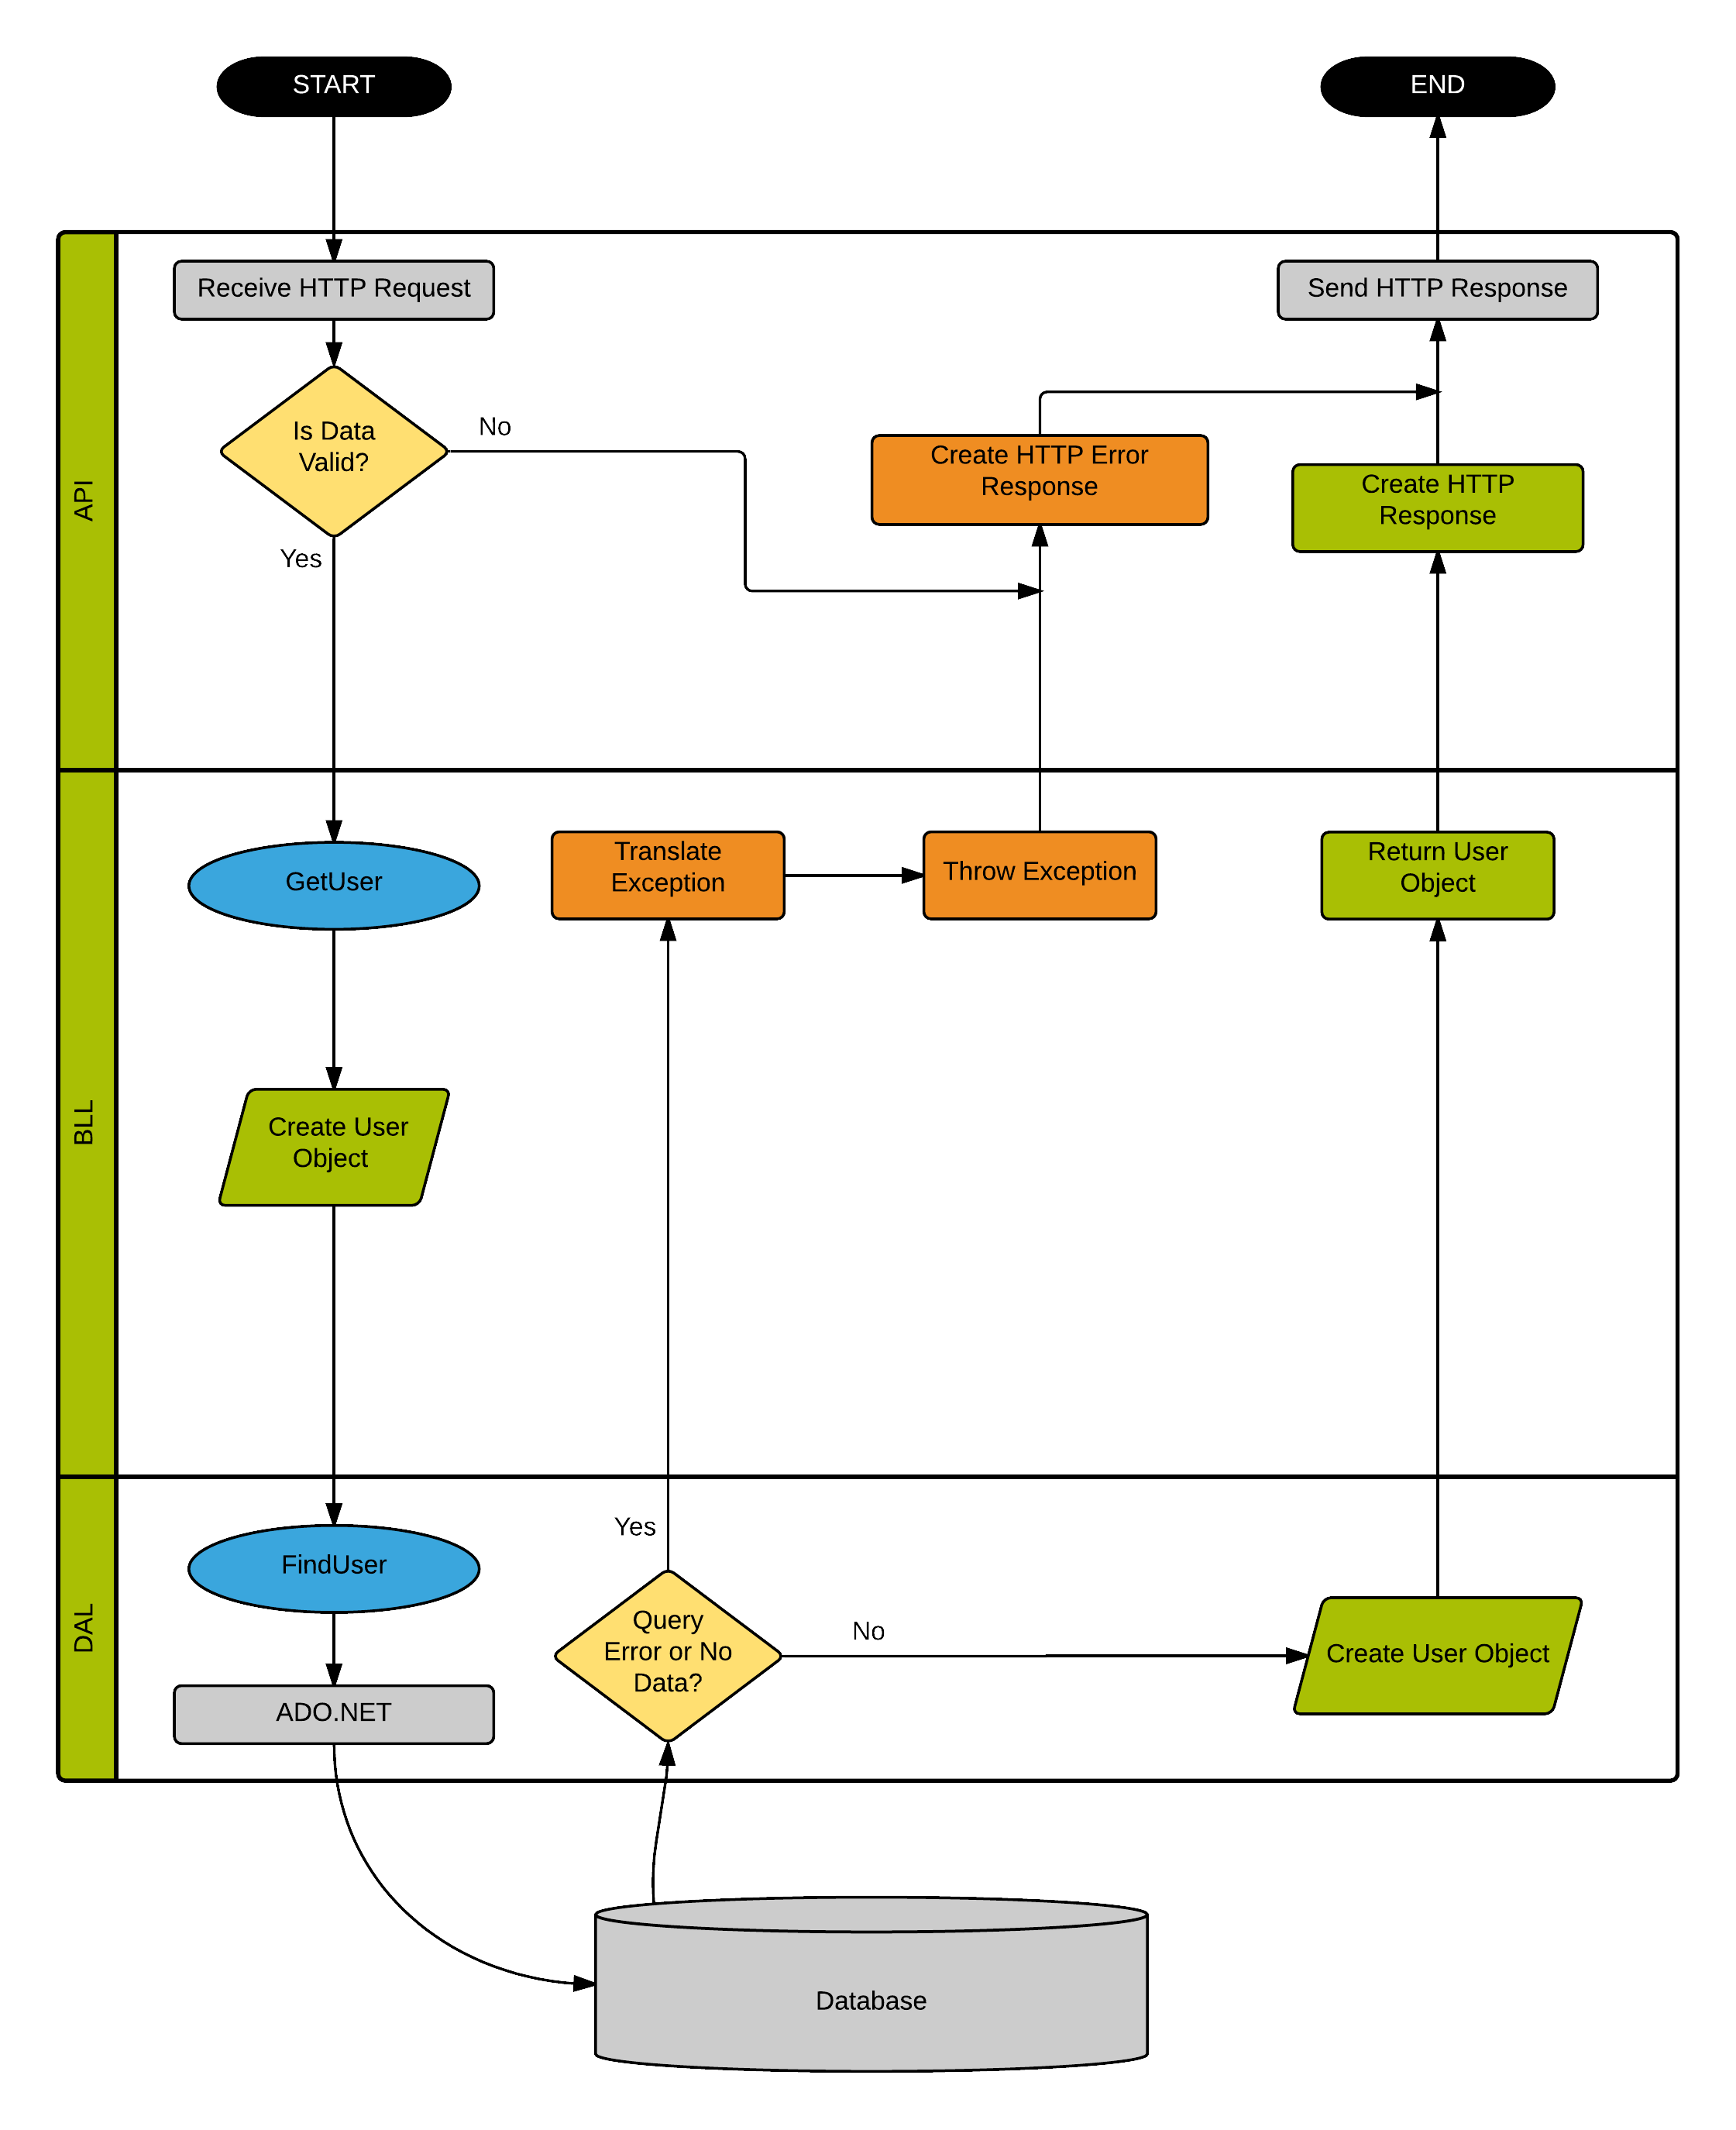 START
END
API
Receive HTTP Request
Send HTTP Response
Is Data
Valid?
No
Yes
Create HTTP Error
Response
Create HTTP
Response
BLL
GetUser
Translate
Exception
Throw Exception
Return User
Object
Create User
Object
DAL
FindUser
Yes
Query
Error or No
Data?
No
Create User Object
ADO.NET
Database